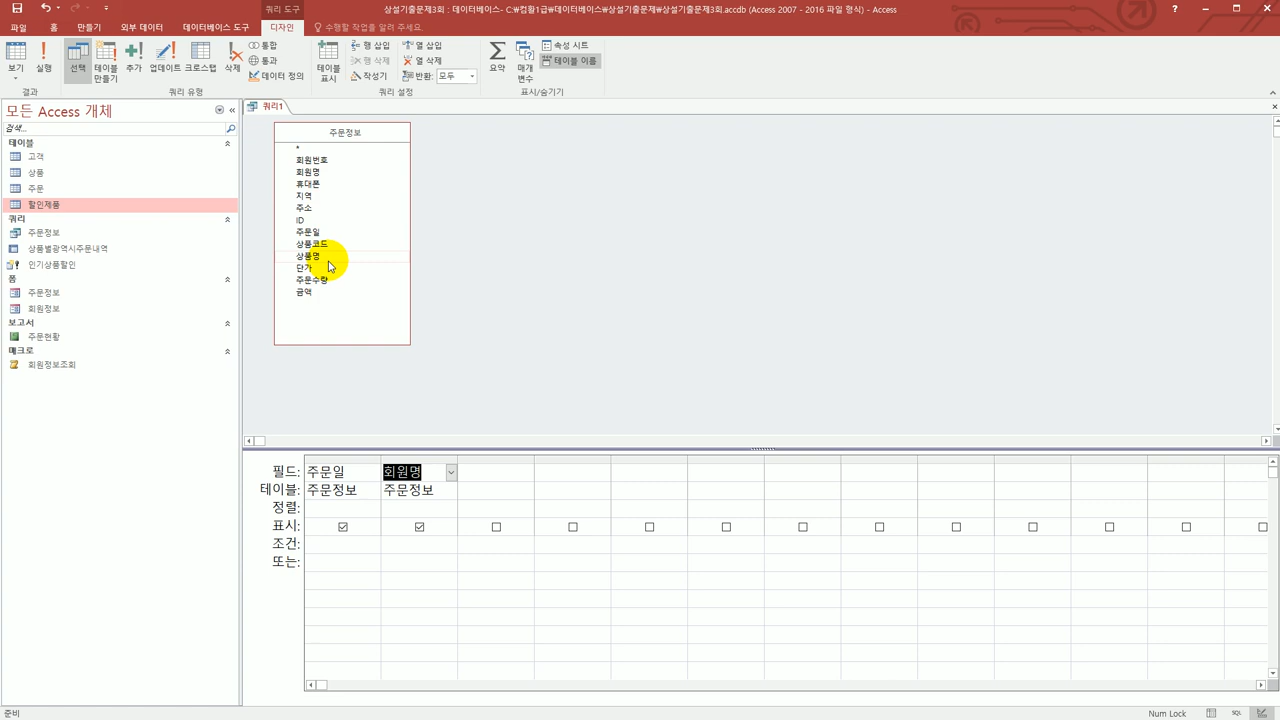 쿼리 도구
상설기출문제3회 : 데이터베이스- C:₩컴활1급₩데이터베이스₩상설기출문제₩상설기출문제3회.accdb (Access 2007 - 2016 파일 형식) - Access
파일 홈 만들기 외부 데이터 데이터베이스 도구 디자인 수행할 작업을 알려 주세요.
보기 실행 선택 테이블 만들기 추가 업데이트 크로스탭 삭제
통합
통과
데이터 정의
테이블 표시
행 삽입
행 삭제
작성기
열 삽입
열 삭제
반환: 모두
요약 매개 변수
속성 시트
테이블 이름
결과 쿼리 유형 쿼리 설정 표시/숨기기
모든 Access 개체
검색...
테이블
고객
상품
주문
할인제품
쿼리
주문정보
상품별광역시주문내역
인기상품할인
폼
주문정보
회원정보
보고서
주문현황
매크로
회원정보조회
쿼리1
주문정보
*
회원번호
회원명
휴대폰
지역
주소
ID
주문일
상품코드
상품명
단가
주문수량
금액
필드: 주문일 회원명
테이블: 주문정보 주문정보
정렬:
표시:
조건:
또는:
준비 Num Lock SQL